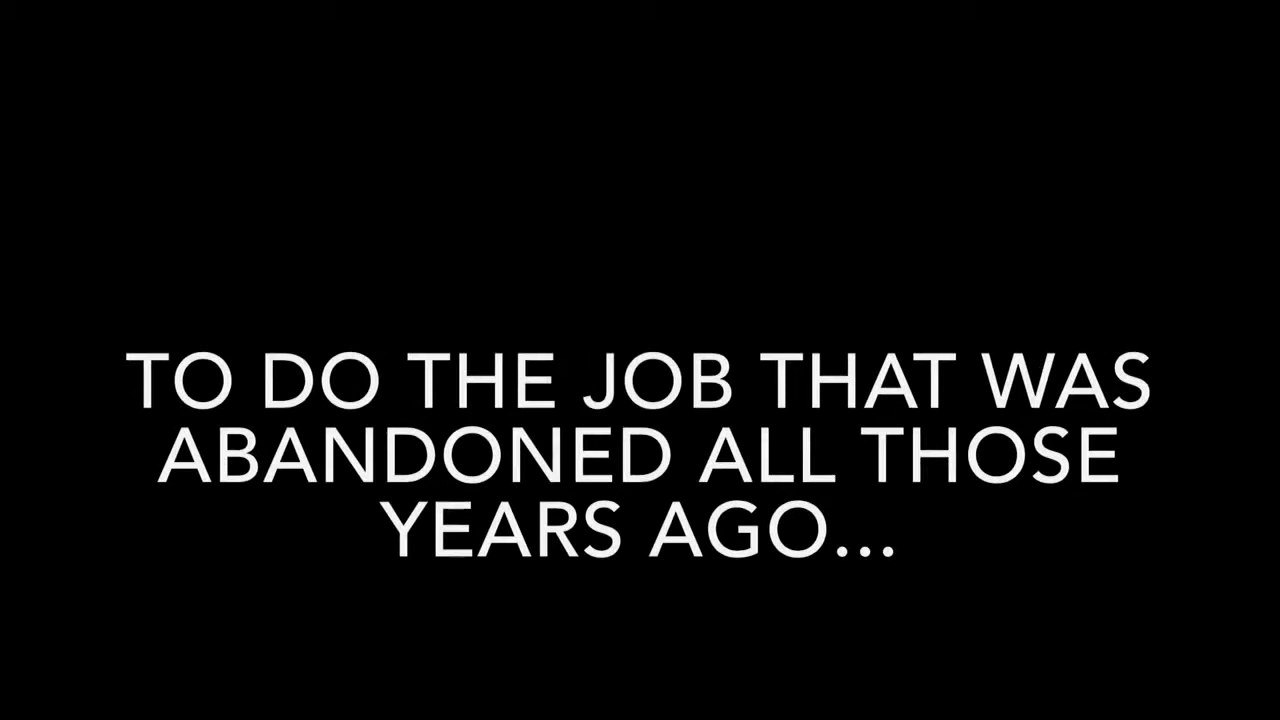 TO DO THE JOB THAT WAS
ABANDONED ALL THOSE
YEARS AGO...